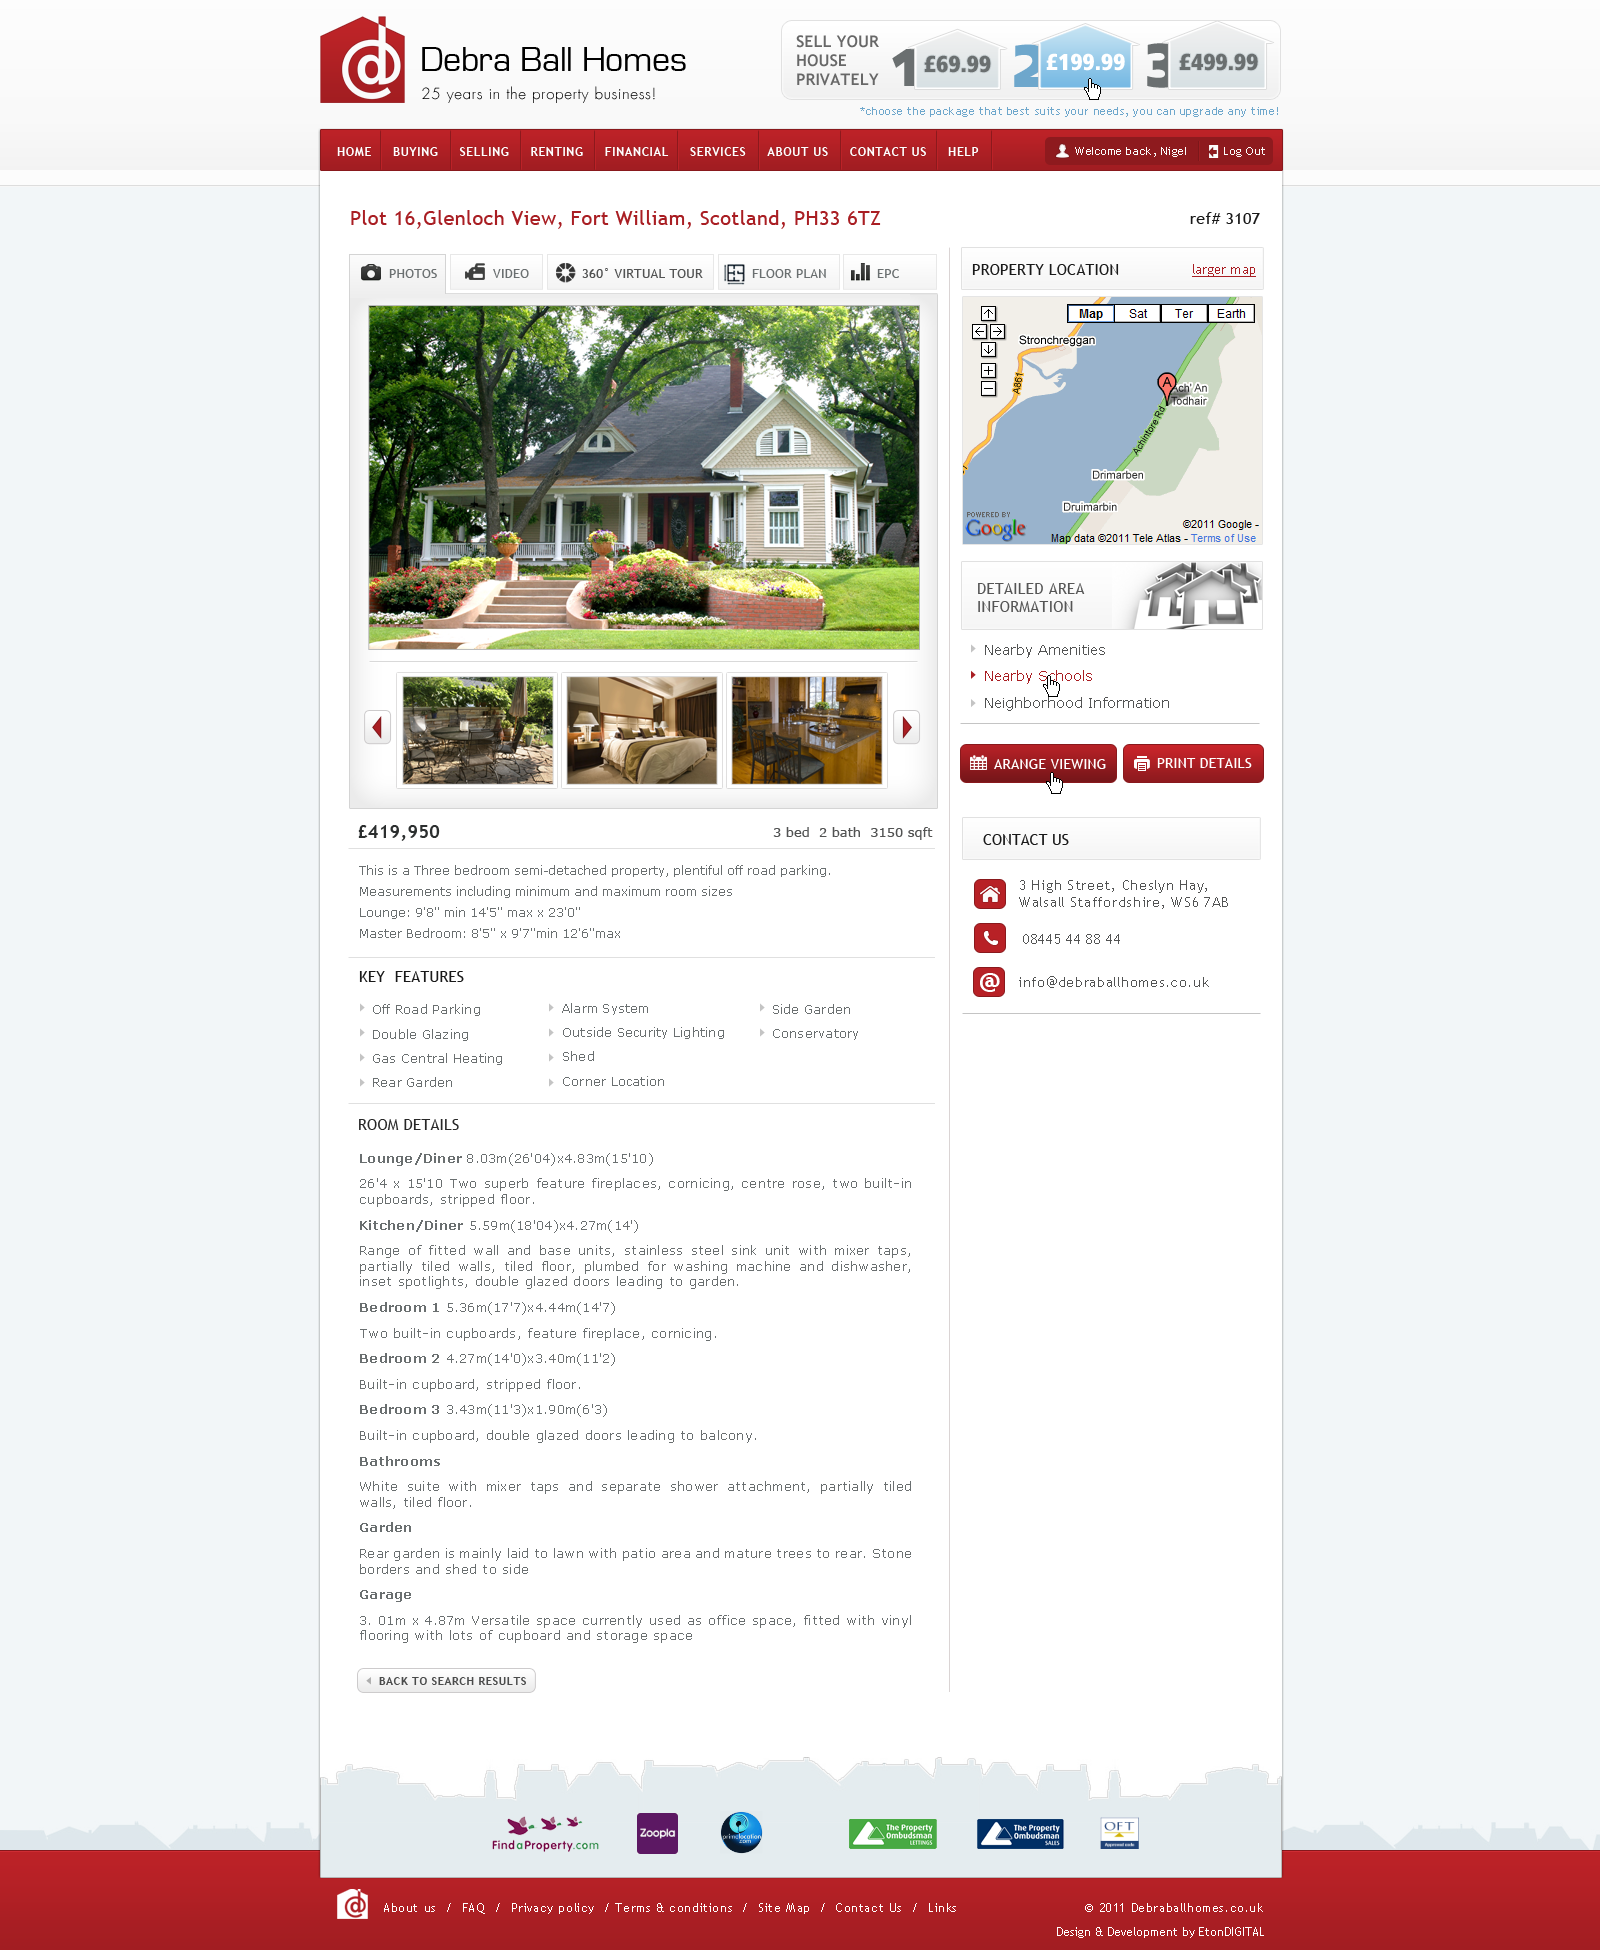 Debra Ball Homes
25 years in the property business!
SELL YOUR
HOUSE
PRIVATELY
1 £69.99
2 £199.99
3 £499.99
*choose the package that best suits your needs, you can upgrade any time!
HOME BUYING SELLING RENTING FINANCIAL SERVICES ABOUT US CONTACT US HELP
Welcome back, Nigel Log Out
Plot 16,Glenloch View, Fort William, Scotland, PH33 6TZ
ref# 3107
PHOTOS VIDEO 360° VIRTUAL TOUR FLOOR PLAN EPC
£419,950
3 bed 2 bath 3150 sqft
This is a Three bedroom semi-detached property, plentiful off road parking.
Measurements including minimum and maximum room sizes
Lounge: 9'8" min 14'5" max x 23'0"
Master Bedroom: 8'5" x 9'7"min 12'6"max
KEY FEATURES
Off Road Parking
Double Glazing
Gas Central Heating
Rear Garden
Alarm System
Outside Security Lighting
Shed
Corner Location
Side Garden
Conservatory
ROOM DETAILS
Lounge/Diner 8.03m(26'04)x4.83m(15'10)
26'4 x 15'10 Two superb feature fireplaces, cornicing, centre rose, two built-in
cupboards, stripped floor.
Kitchen/Diner 5.59m(18'04)x4.27m(14')
Range of fitted wall and base units, stainless steel sink unit with mixer taps,
partially tiled walls, tiled floor, plumbed for washing machine and dishwasher,
inset spotlights, double glazed doors leading to garden.
Bedroom 1 5.36m(17'7)x4.44m(14'7)
Two built-in cupboards, feature fireplace, cornicing.
Bedroom 2 4.27m(14'0)x3.40m(11'2)
Built-in cupboard, stripped floor.
Bedroom 3 3.43m(11'3)x1.90m(6'3)
Built-in cupboard, double glazed doors leading to balcony.
Bathrooms
White suite with mixer taps and separate shower attachment, partially tiled
walls, tiled floor.
Garden
Rear garden is mainly laid to lawn with patio area and mature trees to rear. Stone
borders and shed to side
Garage
3. 01m x 4.87m Versatile space currently used as office space, fitted with vinyl
flooring with lots of cupboard and storage space
BACK TO SEARCH RESULTS
PROPERTY LOCATION
larger map
Map Sat Ter Earth
Stronchreggan
A861
A
Ach' An
Todhair
Achintore Rd
Drimarben
Druimarbin
POWERED BY
Google
©2011 Google -
Map data ©2011 Tele Atlas - Terms of Use
DETAILED AREA
INFORMATION
Nearby Amenities
Nearby Schools
Neighborhood Information
ARANGE VIEWING
PRINT DETAILS
CONTACT US
3 High Street, Cheslyn Hay,
Walsall Staffordshire, WS6 7AB
08445 44 88 44
info@debraballhomes.co.uk
FindaProperty.com
Zoopla
primelocation
.com
The Property
Ombudsman
LETTINGS
The Property
Ombudsman
SALES
OFT
Approved code
About us / FAQ / Privacy policy / Terms & conditions / Site Map / Contact Us / Links
© 2011 Debraballhomes.co.uk
Design & Development by EtonDIGITAL